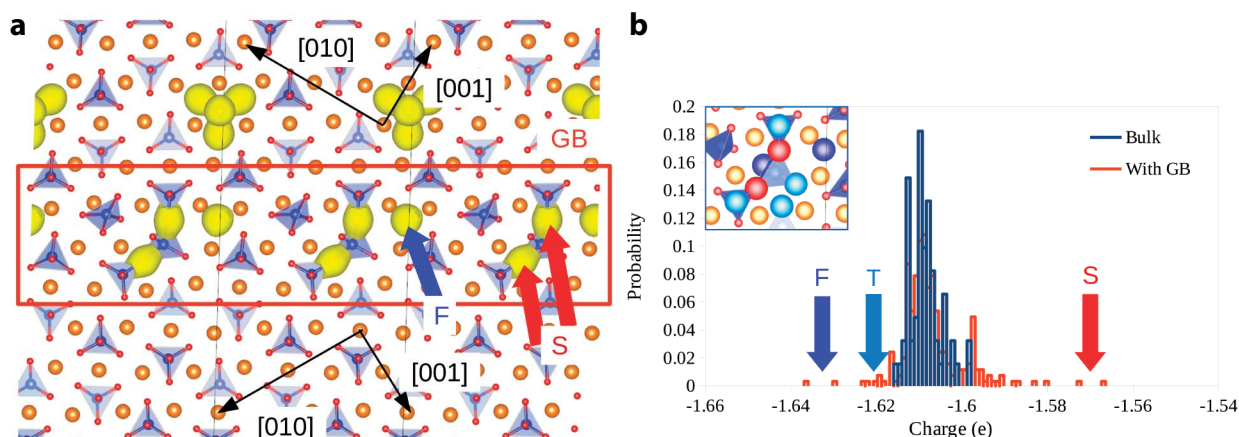 a
[010]
[001]
GB
F
S
[001]
[010]
b
0.2
0.18
0.16
0.14
0.12
0.1
0.08
0.06
0.04
0.02
0
Probability
Bulk
With GB
F
T
S
-1.66
-1.64
-1.62
-1.6
-1.58
-1.56
-1.54
Charge (e)